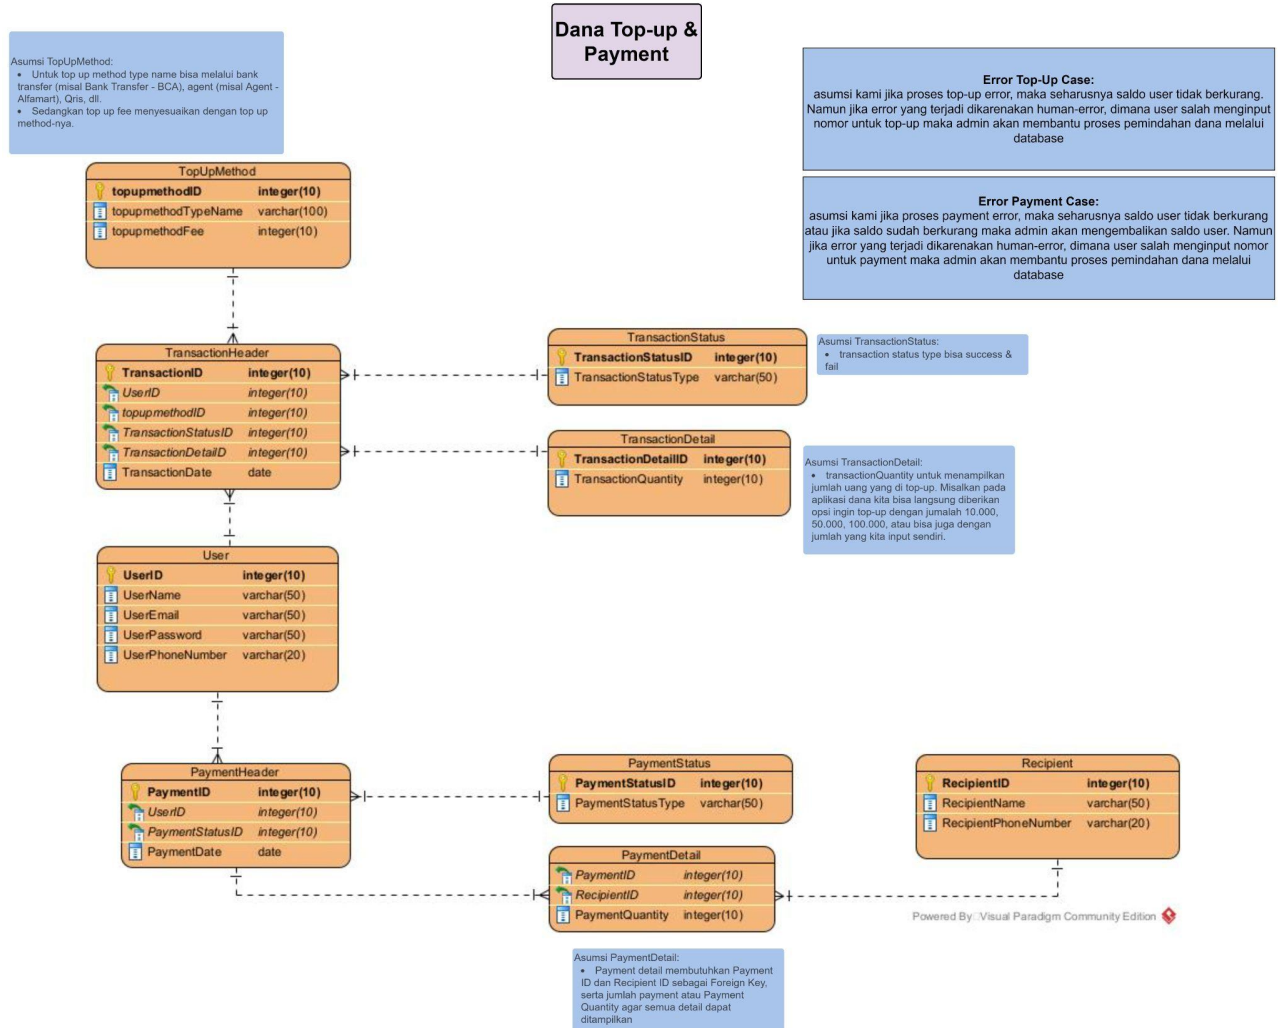 Dana Top-up &
Payment
Asumsi TopUpMethod:
• Untuk top up method type name bisa melalui bank
transfer (misal Bank Transfer - BCA), agent (misal Agent -
Alfamart), Qris, dll.
• Sedangkan top up fee menyesuaikan dengan top up
method-nya.
Error Top-Up Case:
asumsi kami jika proses top-up error, maka seharusnya saldo user tidak berkurang.
Namun jika error yang terjadi dikarenakan human-error, dimana user salah menginput
nomor untuk top-up maka admin akan membantu proses pemindahan dana melalui
database
Error Payment Case:
asumsi kami jika proses payment error, maka seharusnya saldo user tidak berkurang
atau jika saldo sudah berkurang maka admin akan mengembalikan saldo user. Namun
jika error yang terjadi dikarenakan human-error, dimana user salah menginput nomor
untuk payment maka admin akan membantu proses pemindahan dana melalui
database
TopUpMethod
topupmethodID integer(10)
topupmethodTypeName varchar(100)
topupmethodFee integer(10)
TransactionHeader
TransactionID integer(10)
UserID integer(10)
topupmethodID integer(10)
TransactionStatusID integer(10)
TransactionDetailID integer(10)
TransactionDate date
TransactionStatus
TransactionStatusID integer(10)
TransactionStatusType varchar(50)
Asumsi TransactionStatus:
• transaction status type bisa success &
fail
TransactionDetail
TransactionDetailID integer(10)
TransactionQuantity integer(10)
Asumsi TransactionDetail:
• transactionQuantity untuk menampilkan
jumlah uang yang di top-up. Misalkan pada
aplikasi dana kita bisa langsung diberikan
opsi ingin top-up dengan jumalah 10.000,
50.000, 100.000, atau bisa juga dengan
jumlah yang kita input sendiri.
User
UserID integer(10)
UserName varchar(50)
UserEmail varchar(50)
UserPassword varchar(50)
UserPhoneNumber varchar(20)
PaymentHeader
PaymentID integer(10)
UserID integer(10)
PaymentStatusID integer(10)
PaymentDate date
PaymentStatus
PaymentStatusID integer(10)
PaymentStatusType varchar(50)
Recipient
RecipientID integer(10)
RecipientName varchar(50)
RecipientPhoneNumber varchar(20)
PaymentDetail
PaymentID integer(10)
RecipientID integer(10)
PaymentQuantity integer(10)
Powered By Visual Paradigm Community Edition
Asumsi PaymentDetail:
• Payment detail membutuhkan Payment
ID dan Recipient ID sebagai Foreign Key,
serta jumlah payment atau Payment
Quantity agar semua detail dapat
ditampilkan